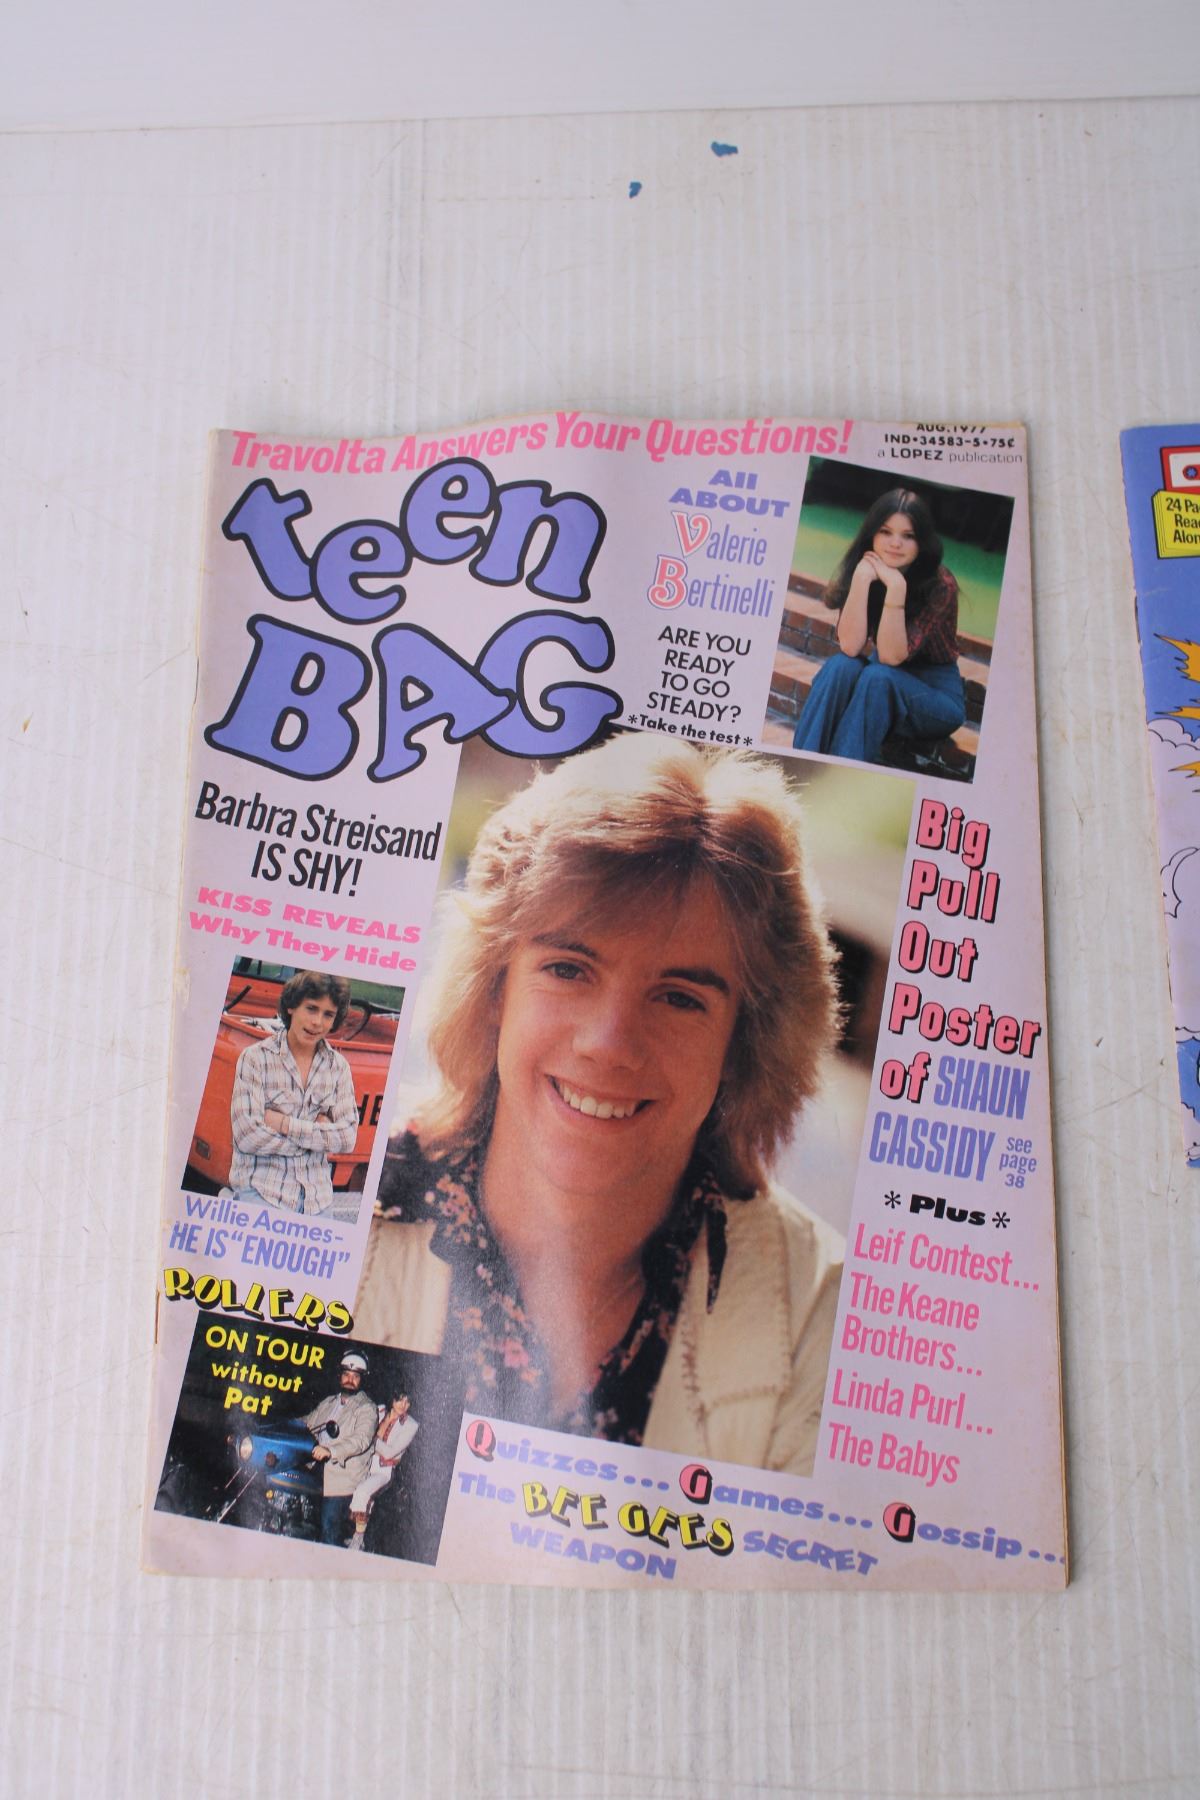 Travolta Answers Your Questions!
AUG. 1977
IND•34583-5•75¢
a LOPEZ publication
teen
BAG
All
ABOUT
Valerie
Bertinelli
ARE YOU
READY
TO GO
STEADY?
*Take the test*
Barbra Streisand
IS SHY!
KISS REVEALS
Why They Hide
HE
Willie Aames-
HE IS "ENOUGH"
ROLLERS
ON TOUR
without
Pat
Big
Pull
Out
Poster
of SHAUN
CASSIDY see
page
38
* Plus *
Leif Contest...
The Keane
Brothers...
Linda Purl...
The Babys
Quizzes... Games... Gossip...
The BEE GEES SECRET
WEAPON
24 Pa
Rea
Alon